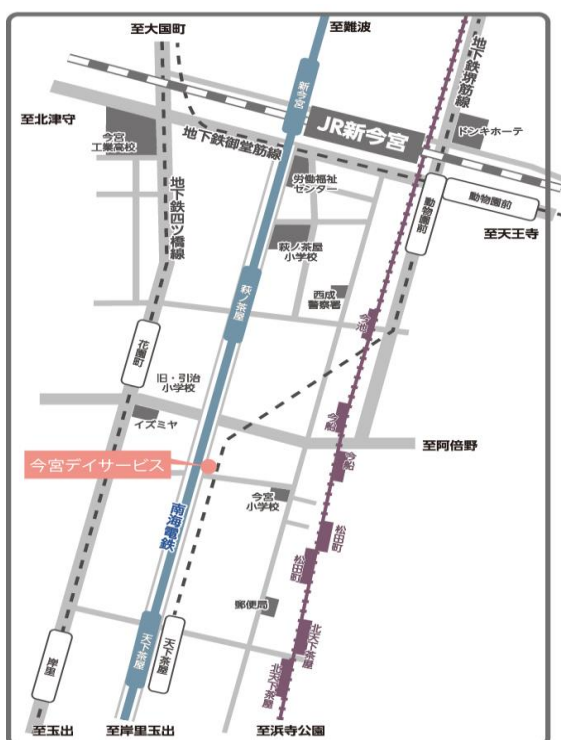 至大国町
至難波
地下鉄堺筋線
新今宮
至北津守
JR新今宮
ドンキホーテ
今宮
工業高校
地下鉄御堂筋線
労働福祉
センター
動物園前
動物園前
地下鉄四ツ橋線
至天王寺
萩ノ茶屋
小学校
西成
警察署
萩ノ茶屋
今池
花園町
旧・引治
小学校
イズミヤ
今船
至阿倍野
今船
今宮デイサービス
今宮
小学校
南海電鉄
松田町
松田町
郵便局
天下茶屋
天下茶屋
北天下茶屋
岸里
北天下茶屋
至玉出
至岸里玉出
至浜寺公園